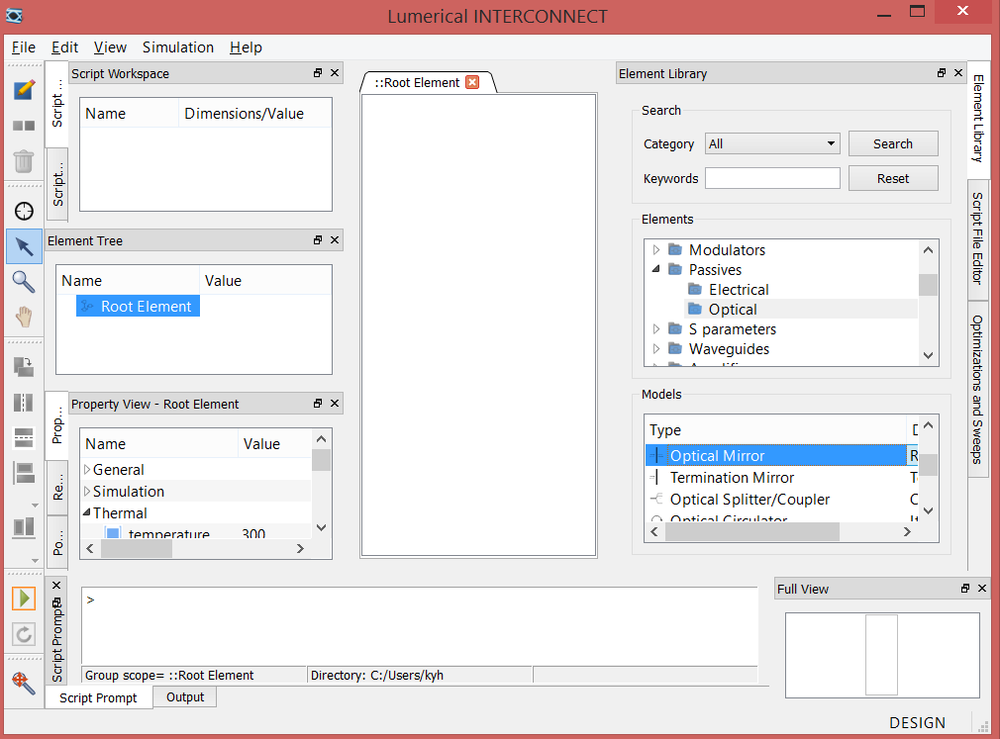 Lumerical INTERCONNECT
File Edit View Simulation Help
Script ...
Script...
Script Workspace
Name Dimensions/Value
Element Tree
Name Value
Root Element
Prop...
Re...
Po...
Property View - Root Element
Name Value
General
Simulation
Thermal
temperature 300
::Root Element
Element Library
Search
Category All Search
Keywords Reset
Elements
Modulators
Passives
Electrical
Optical
S parameters
Waveguides
Models
Type
Optical Mirror
Termination Mirror
Optical Splitter/Coupler
Optical Circulator
Element Library
Script File Editor
Optimizations and Sweeps
Script Prompt
>
Group scope= ::Root Element Directory: C:/Users/kyh
Script Prompt Output
Full View
DESIGN